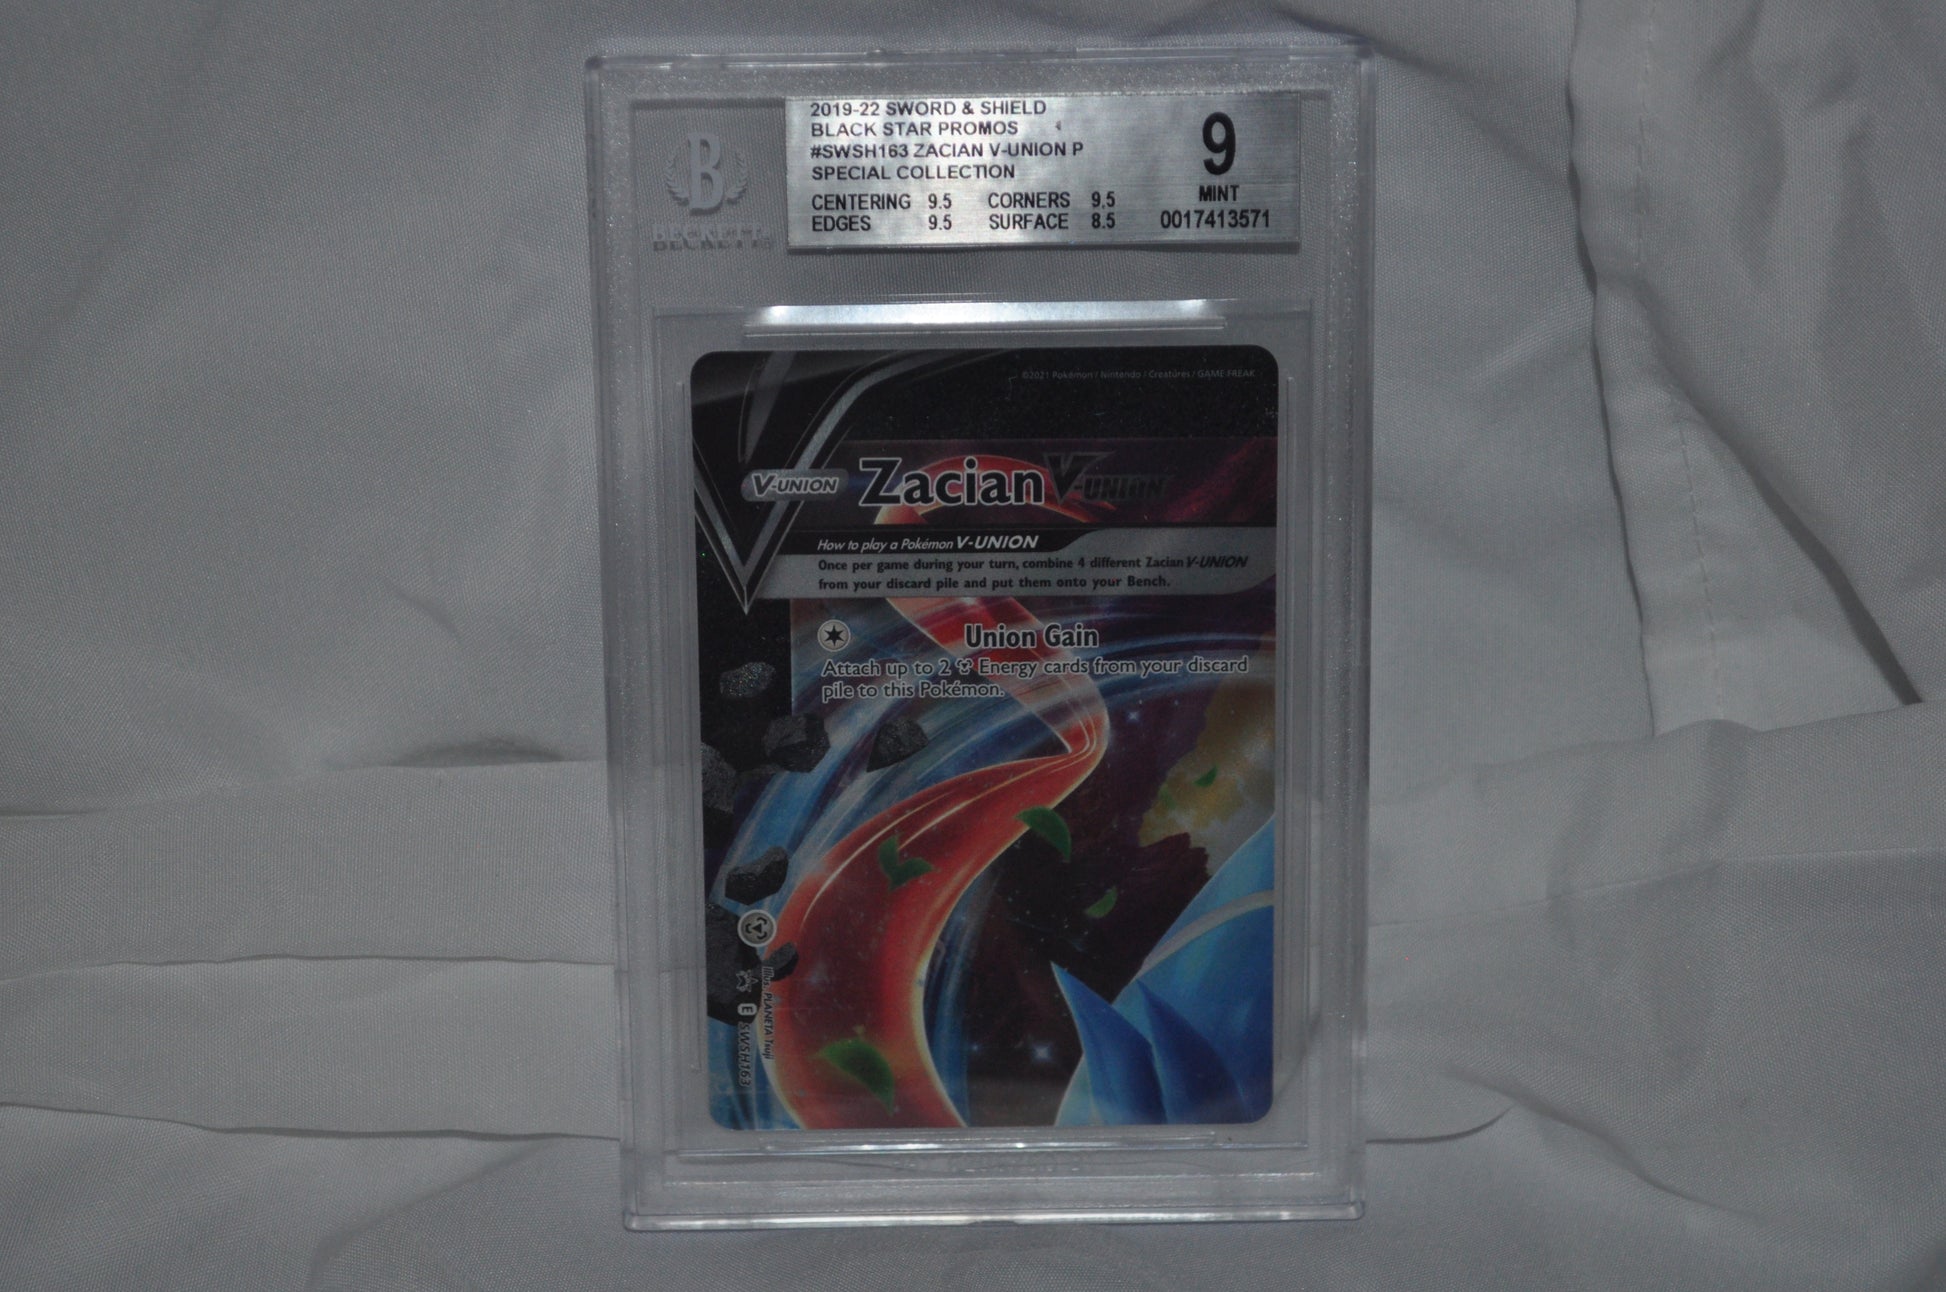 2019-22 SWORD & SHIELD
BLACK STAR PROMOS
#SWSH163 ZACIAN V-UNION P
SPECIAL COLLECTION
CENTERING 9.5 CORNERS 9.5
EDGES 9.5 SURFACE 8.5
9
MINT
0017413571
B
BECKETT
©2021 Pokémon / Nintendo / Creatures / GAME FREAK
V-UNION Zacian V-UNION
How to play a Pokémon V-UNION
Once per game during your turn, combine 4 different Zacian V-UNION
from your discard pile and put them onto your Bench.
Union Gain
Attach up to 2 Energy cards from your discard
pile to this Pokémon.
Illus. PLANETA Tsuji
E SWSH163